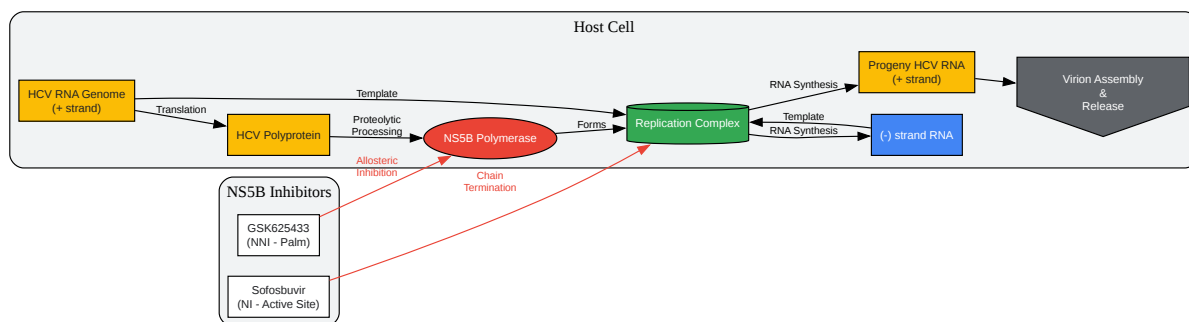 Host Cell
HCV RNA Genome
(+ strand)
Translation
Template
HCV Polyprotein
Proteolytic
Processing
NS5B Polymerase
Forms
Replication Complex
RNA Synthesis
Progeny HCV RNA
(+ strand)
Virion Assembly
&
Release
Template
RNA Synthesis
(-) strand RNA
Allosteric
Inhibition
Chain
Termination
NS5B Inhibitors
GSK625433
(NNI - Palm)
Sofosbuvir
(NI - Active Site)